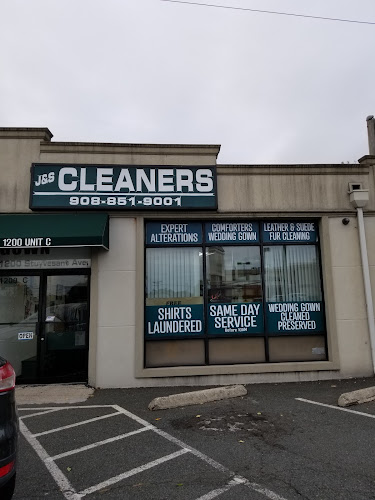 J&S CLEANERS
908-851-9001
1200 UNIT C
EXPERT
ALTERATIONS
COMFORTERS
WEDDING GOWN
LEATHER & SUEDE
FUR CLEANING
SHIRTS
LAUNDERED
SAME DAY
SERVICE
WEDDING GOWN
CLEANED
PRESERVED
OPEN